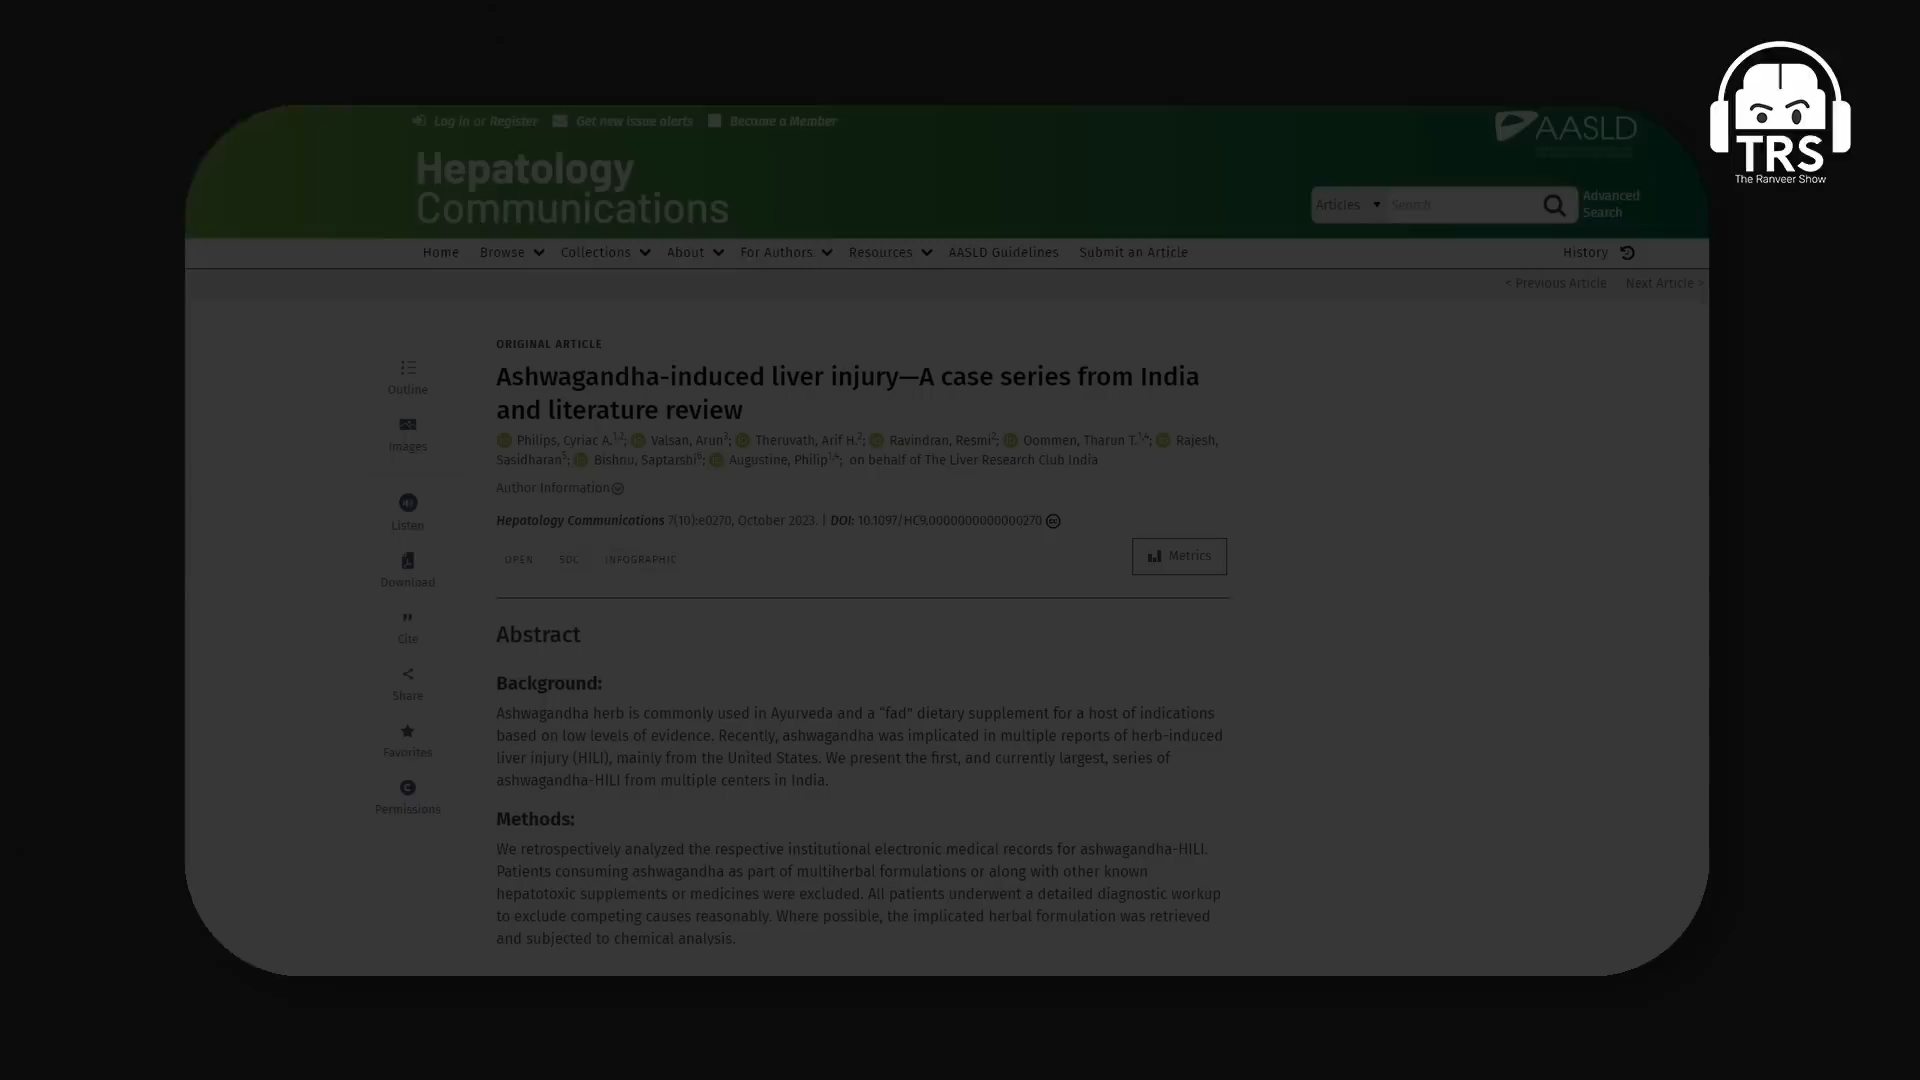 TRS
The Ranveer Show
Log in or Register Get new issue alerts Become a Member
AASLD
Hepatology
Communications
Articles Search
Advanced
Search
Home Browse Collections About For Authors Resources AASLD Guidelines Submit an Article History
< Previous Article Next Article >
ORIGINAL ARTICLE
Ashwagandha-induced liver injury—A case series from India
and literature review
Philips, Cyriac A.1,2; Valsan, Arun3; Theruvath, Arif H.2; Ravindran, Resmi2; Oommen, Tharun T.1,4; Rajesh,
Sasidharan5; Bishnu, Saptarshi6; Augustine, Philip1,4; on behalf of The Liver Research Club India
Author Information
Hepatology Communications 7(10):e0270, October 2023. | DOI: 10.1097/HC9.0000000000000270
OPEN SDC INFOGRAPHIC
Metrics
Outline
Images
Listen
Download
Cite
Share
Favorites
Permissions
Abstract
Background:
Ashwagandha herb is commonly used in Ayurveda and a “fad” dietary supplement for a host of indications
based on low levels of evidence. Recently, ashwagandha was implicated in multiple reports of herb-induced
liver injury (HILI), mainly from the United States. We present the first, and currently largest, series of
ashwagandha-HILI from multiple centers in India.
Methods:
We retrospectively analyzed the respective institutional electronic medical records for ashwagandha-HILI.
Patients consuming ashwagandha as part of multiherbal formulations or along with other known
hepatotoxic supplements or medicines were excluded. All patients underwent a detailed diagnostic workup
to exclude competing causes reasonably. Where possible, the implicated herbal formulation was retrieved
and subjected to chemical analysis.